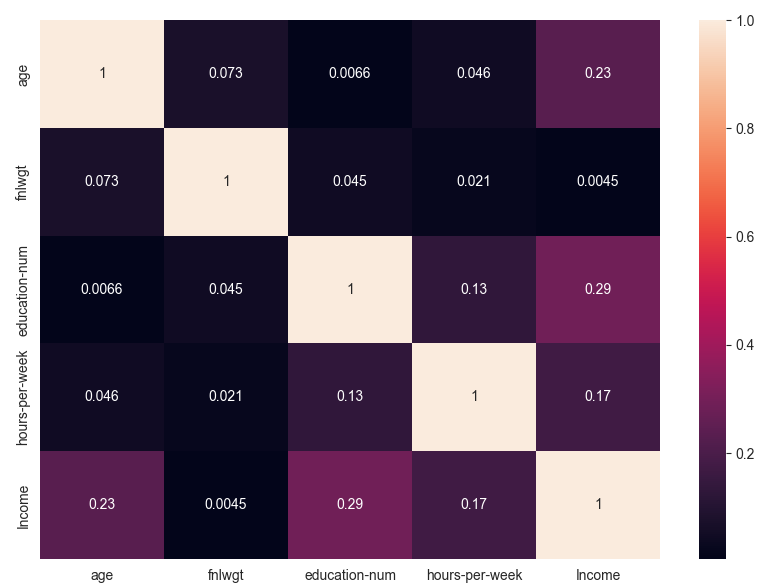 age 1 0.073 0.0066 0.046 0.23
fnlwgt 0.073 1 0.045 0.021 0.0045
education-num 0.0066 0.045 1 0.13 0.29
hours-per-week 0.046 0.021 0.13 1 0.17
Income 0.23 0.0045 0.29 0.17 1
age fnlwgt education-num hours-per-week Income
1.0
0.8
0.6
0.4
0.2